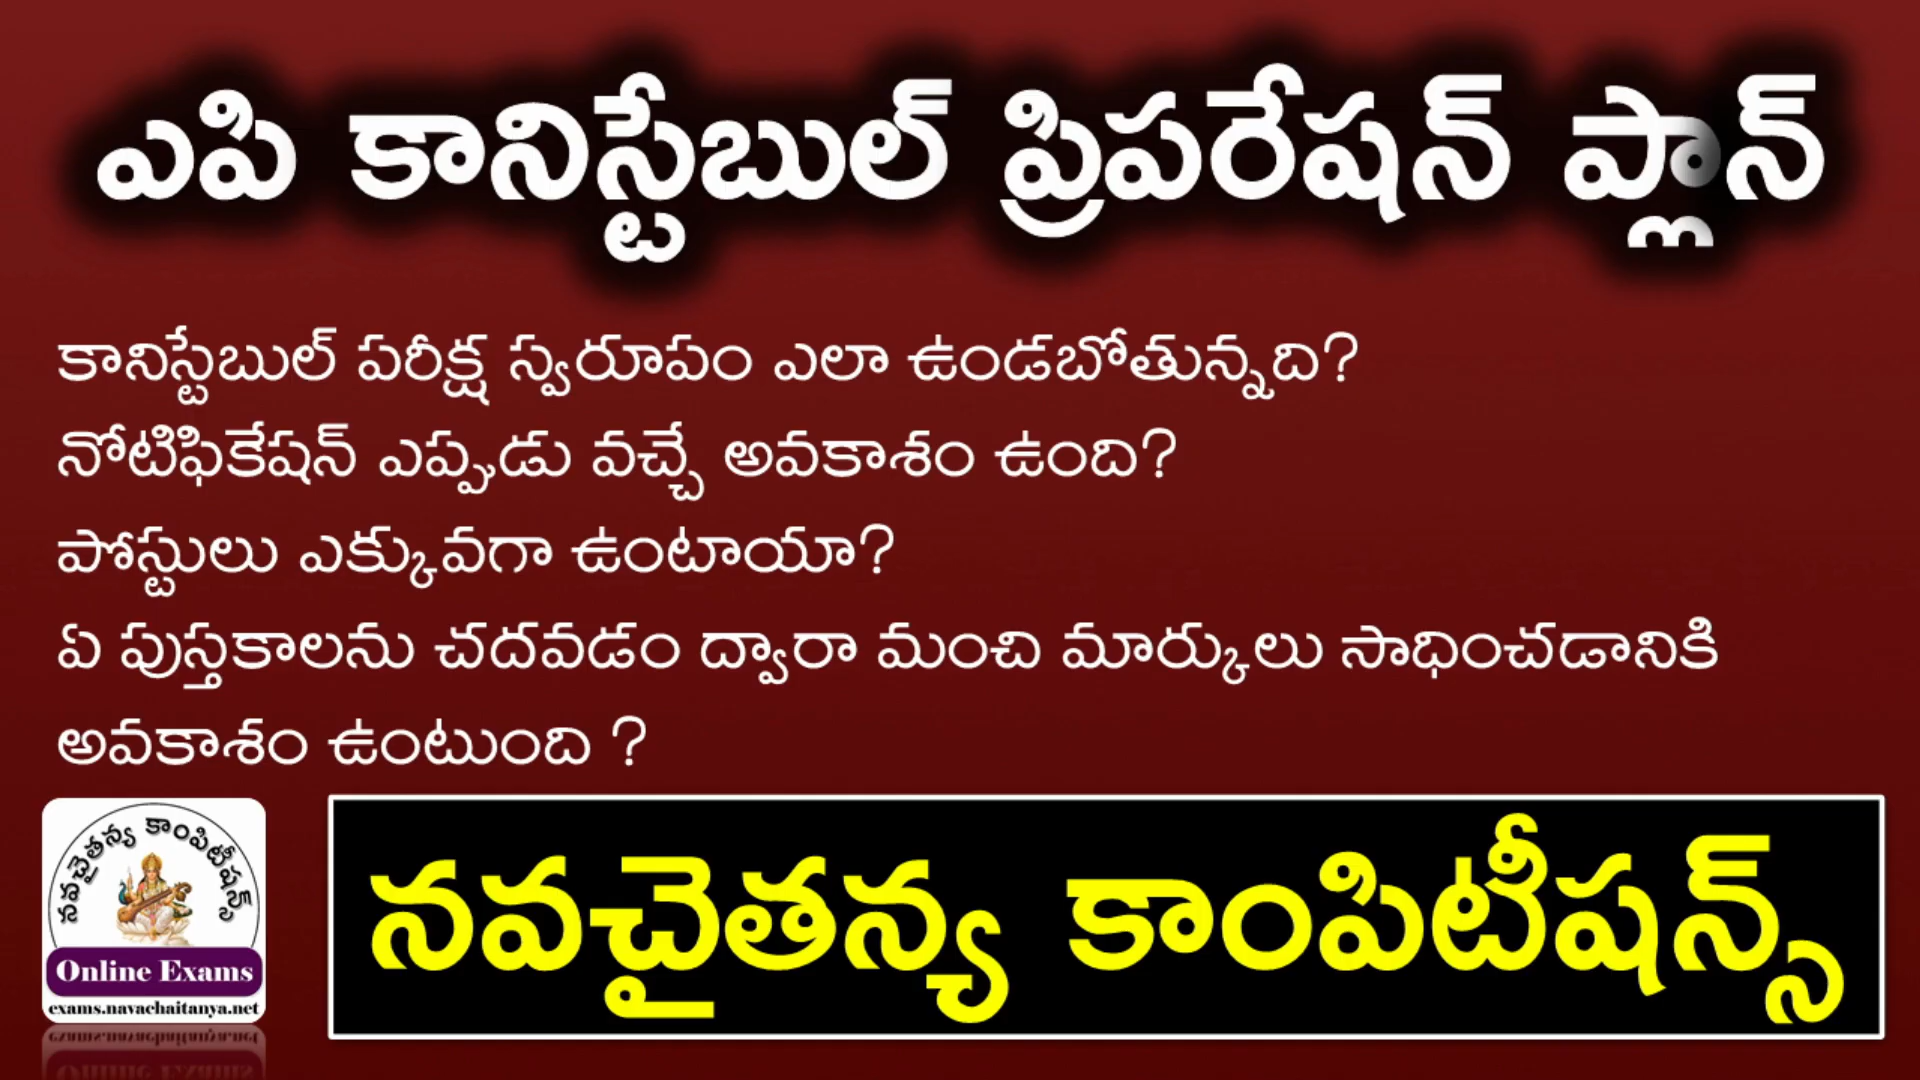 ఎపి కానిస్టేబుల్ ప్రిపరేషన్ ప్లాన్
కానిస్టేబుల్ పరీక్ష స్వరూపం ఎలా ఉండబోతున్నది?
నోటిఫికేషన్ ఎప్పుడు వచ్చే అవకాశం ఉంది?
పోస్టులు ఎక్కువగా ఉంటాయా?
ఏ పుస్తకాలను చదవడం ద్వారా మంచి మార్కులు సాధించడానికి
అవకాశం ఉంటుంది ?
నవచైతన్య కాంపిటీషన్స్
Online Exams
exams.navachaitanya.net
నవచైతన్య కాంపిటీషన్స్